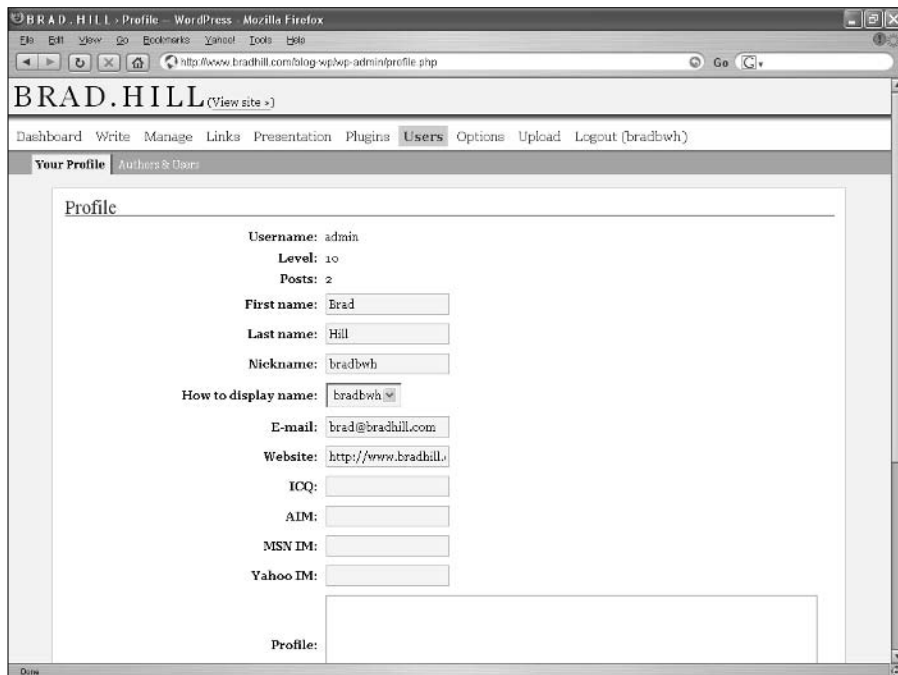 BRAD.HILL › Profile — WordPress - Mozilla Firefox
File Edit View Go Bookmarks Yahoo! Tools Help
http://www.bradhill.com/blog-wp/wp-admin/profile.php Go
BRAD.HILL (View site »)
Dashboard Write Manage Links Presentation Plugins Users Options Upload Logout (bradbwh)
Your Profile Authors & Users
Profile
Username: admin
Level: 10
Posts: 2
First name: Brad
Last name: Hill
Nickname: bradbwh
How to display name: bradbwh
E-mail: brad@bradhill.com
Website: http://www.bradhill.
ICQ:
AIM:
MSN IM:
Yahoo IM:
Profile:
Done